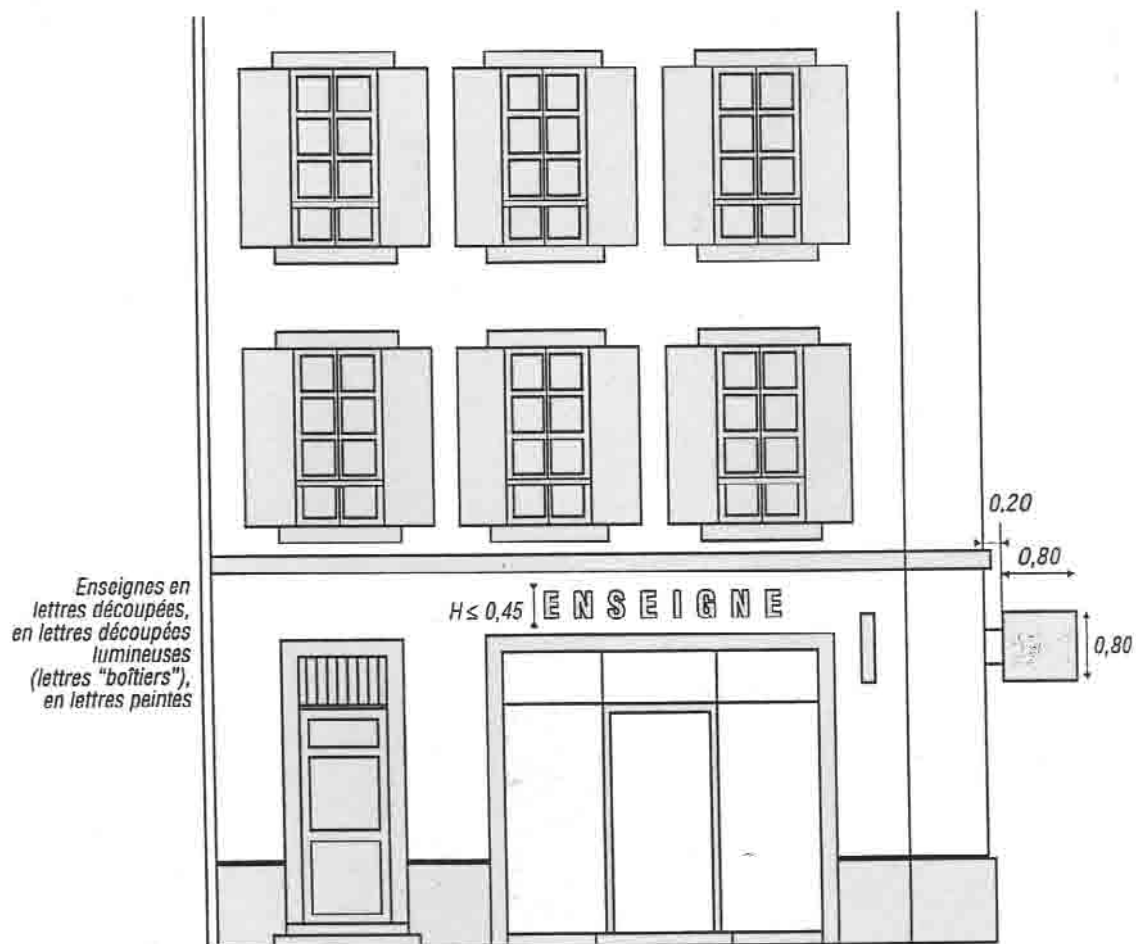 0,20
0,80
Enseignes en
lettres découpées,
en lettres découpées
lumineuses
(lettres "boîtiers"),
en lettres peintes
H ≤ 0,45
ENSEIGNE
0,80